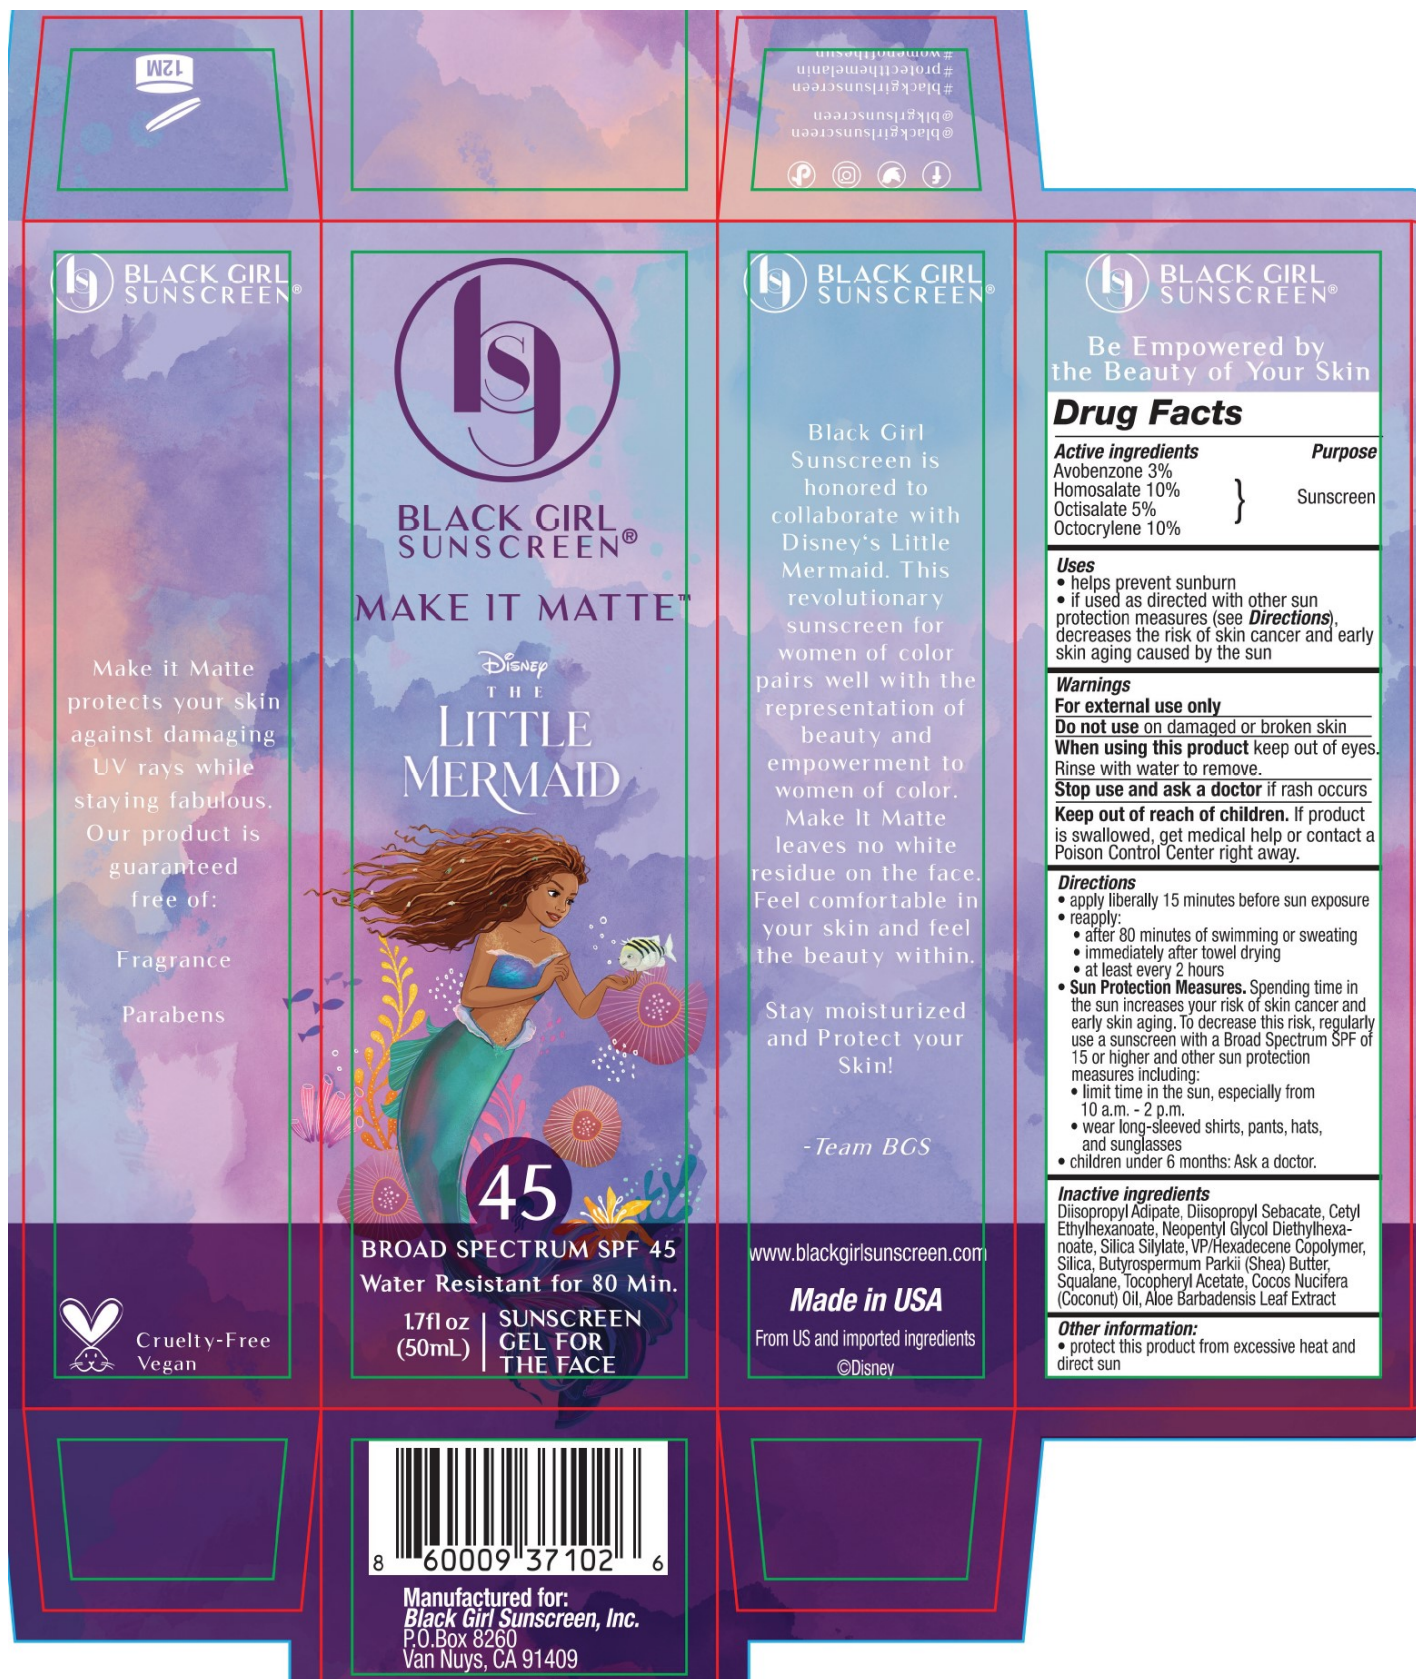 12M
#womenofthesun
#protectthemelanin
#blackgirlsunscreen
@blkgrlsunscreen
@blackgirlsunscreen
BLACK GIRL
SUNSCREEN®
Make it Matte
protects your skin
against damaging
UV rays while
staying fabulous.
Our product is
guaranteed
free of:
Fragrance
Parabens
Cruelty-Free
Vegan
BLACK GIRL
SUNSCREEN®
MAKE IT MATTE™
Disney
THE
LITTLE
MERMAID
45
BROAD SPECTRUM SPF 45
Water Resistant for 80 Min.
1.7fl oz
(50mL)
SUNSCREEN
GEL FOR
THE FACE
BLACK GIRL
SUNSCREEN®
Black Girl
Sunscreen is
honored to
collaborate with
Disney's Little
Mermaid. This
revolutionary
sunscreen for
women of color
pairs well with the
representation of
beauty and
empowerment to
women of color.
Make It Matte
leaves no white
residue on the face.
Feel comfortable in
your skin and feel
the beauty within.
Stay moisturized
and Protect your
Skin!
-Team BGS
www.blackgirlsunscreen.com
Made in USA
From US and imported ingredients
©Disney
BLACK GIRL
SUNSCREEN®
Be Empowered by
the Beauty of Your Skin
Drug Facts
Active ingredients Purpose
Avobenzone 3%
Homosalate 10%
Octisalate 5%
Octocrylene 10%
} Sunscreen
Uses
• helps prevent sunburn
• if used as directed with other sun
protection measures (see Directions),
decreases the risk of skin cancer and early
skin aging caused by the sun
Warnings
For external use only
Do not use on damaged or broken skin
When using this product keep out of eyes.
Rinse with water to remove.
Stop use and ask a doctor if rash occurs
Keep out of reach of children. If product
is swallowed, get medical help or contact a
Poison Control Center right away.
Directions
• apply liberally 15 minutes before sun exposure
• reapply:
• after 80 minutes of swimming or sweating
• immediately after towel drying
• at least every 2 hours
• Sun Protection Measures. Spending time in
the sun increases your risk of skin cancer and
early skin aging. To decrease this risk, regularly
use a sunscreen with a Broad Spectrum SPF of
15 or higher and other sun protection
measures including:
• limit time in the sun, especially from
10 a.m. - 2 p.m.
• wear long-sleeved shirts, pants, hats,
and sunglasses
• children under 6 months: Ask a doctor.
Inactive ingredients
Diisopropyl Adipate, Diisopropyl Sebacate, Cetyl
Ethylhexanoate, Neopentyl Glycol Diethylhexa-
noate, Silica Silylate, VP/Hexadecene Copolymer,
Silica, Butyrospermum Parkii (Shea) Butter,
Squalane, Tocopheryl Acetate, Cocos Nucifera
(Coconut) Oil, Aloe Barbadensis Leaf Extract
Other information:
• protect this product from excessive heat and
direct sun
8 60009 37102 6
Manufactured for:
Black Girl Sunscreen, Inc.
P.O.Box 8260
Van Nuys, CA 91409